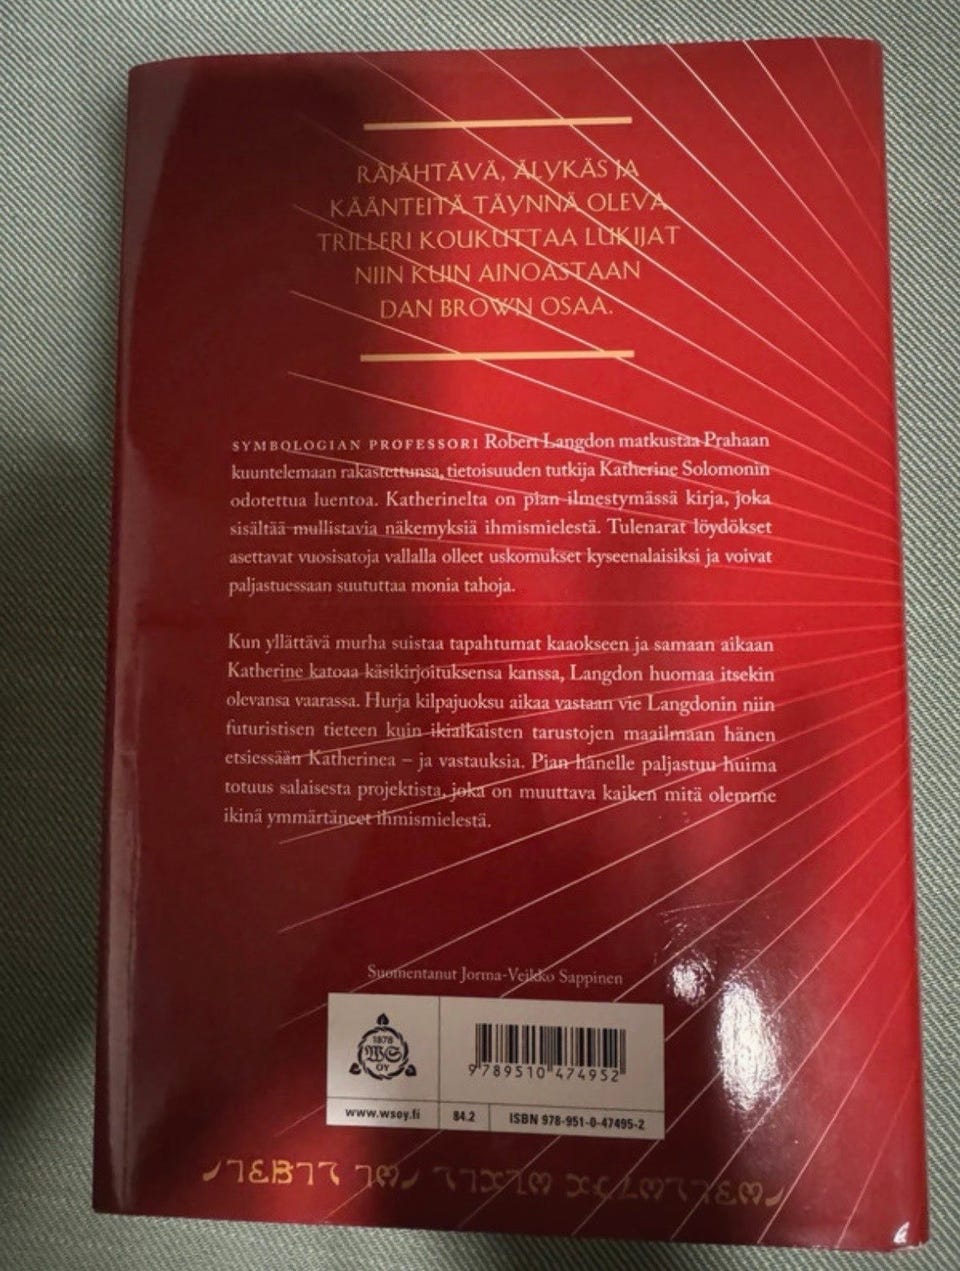 RÄJÄHTÄVÄ, ÄLYKÄS JA
KÄÄNTEITÄ TÄYNNÄ OLEVA
TRILLERI KOUKUTTAA LUKIJAT
NIIN KUIN AINOASTAAN
DAN BROWN OSAA.
SYMBOLOGIAN PROFESSORI Robert Langdon matkustaa Prahaan
kuuntelemaan rakastettunsa, tietoisuuden tutkija Katherine Solomonin
odotettua luentoa. Katherinelta on pian ilmestymässä kirja, joka
sisältää mullistavia näkemyksiä ihmismielestä. Tulenarat löydökset
asettavat vuosisatoja vallalla olleet uskomukset kyseenalaisiksi ja voivat
paljastuessaan suututtaa monia tahoja.
Kun yllättävä murha suistaa tapahtumat kaaokseen ja samaan aikaan
Katherine katoaa käsikirjoituksensa kanssa, Langdon huomaa itsekin
olevansa vaarassa. Hurja kilpajuoksu aikaa vastaan vie Langdonin niin
futuristisen tieteen kuin ikiaikaisten tarustojen maailmaan hänen
etsiessään Katherinea – ja vastauksia. Pian hänelle paljastuu huima
totuus salaisesta projektista, joka on muuttava kaiken mitä olemme
ikinä ymmärtäneet ihmismielestä.
Suomentanut Jorma-Veikko Sappinen
1878
WS
OY
9 789510 474952
www.wsoy.fi 84.2 ISBN 978-951-0-47495-2